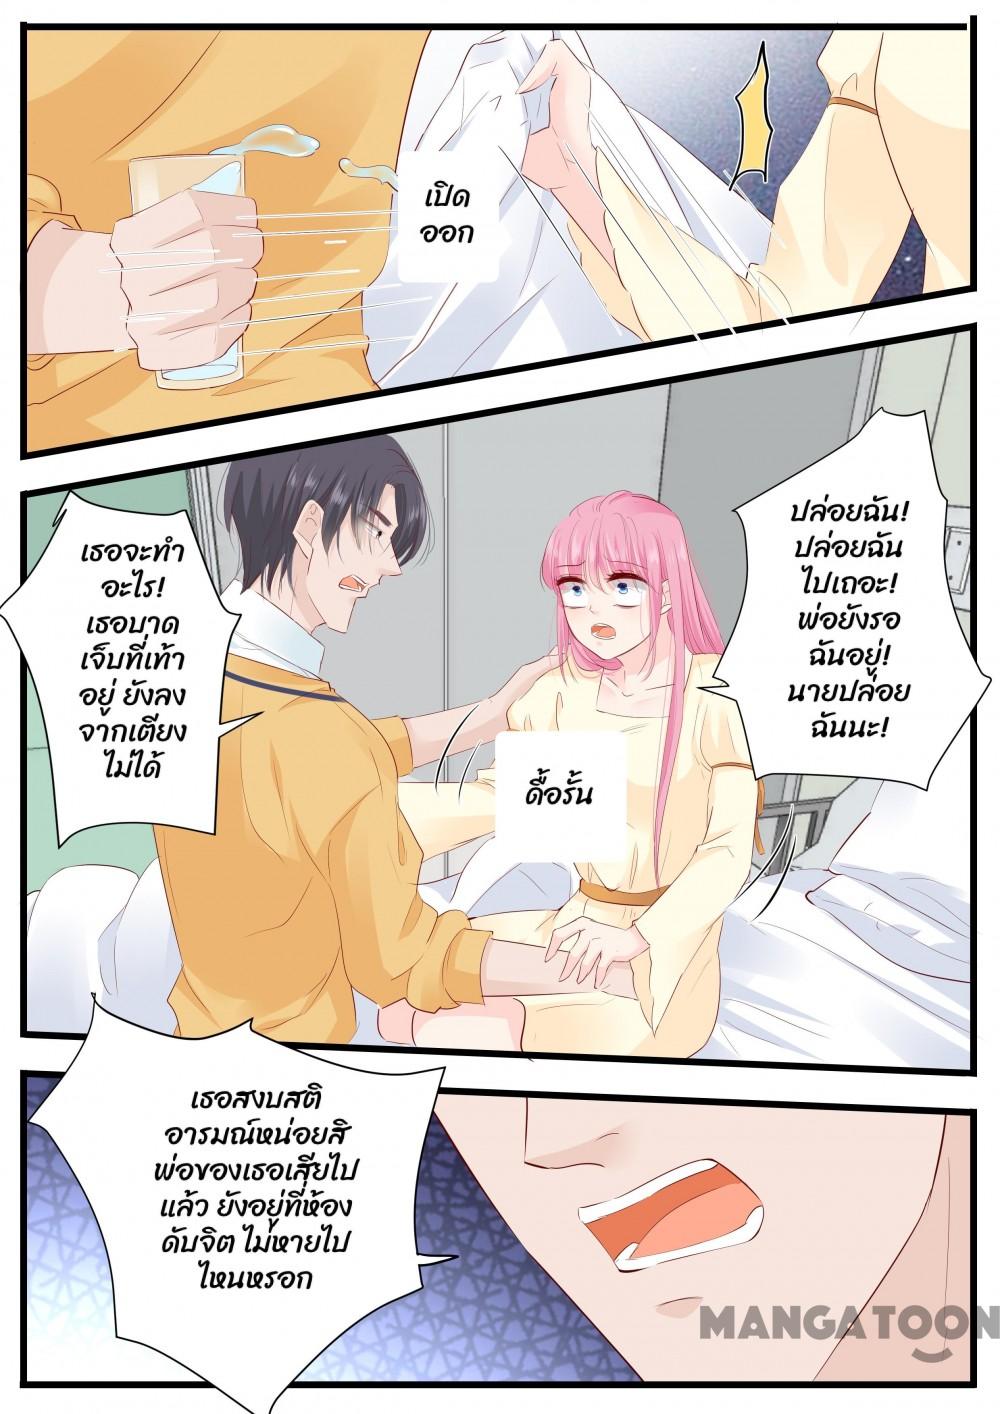 เปิด
ออก
เธอจะทำ
อะไร!
เธอบาด
เจ็บที่เท้า
อยู่ ยังลง
จากเตียง
ไม่ได้
ปล่อยฉัน!
ปล่อยฉัน
ไปเถอะ!
พ่อยังรอ
ฉันอยู่!
นายปล่อย
ฉันนะ!
ดื้อรั้น
เธอสงบสติ
อารมณ์หน่อยสิ
พ่อของเธอเสียไป
แล้ว ยังอยู่ที่ห้อง
ดับจิต ไม่หายไป
ไหนหรอก
MANGATOON